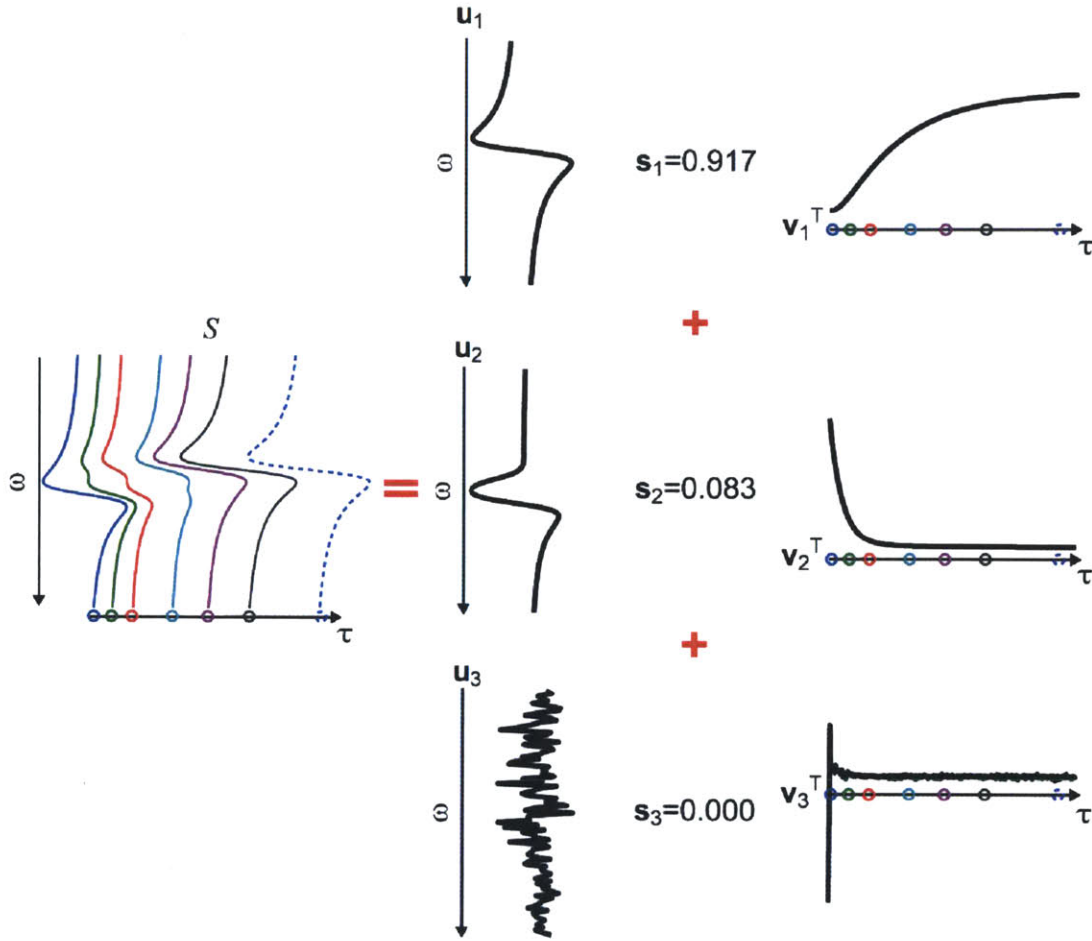 u₁
ω
s₁=0.917
v₁ᵀ
τ
+
S
ω
τ
=
u₂
ω
s₂=0.083
v₂ᵀ
τ
+
u₃
ω
s₃=0.000
v₃ᵀ
τ